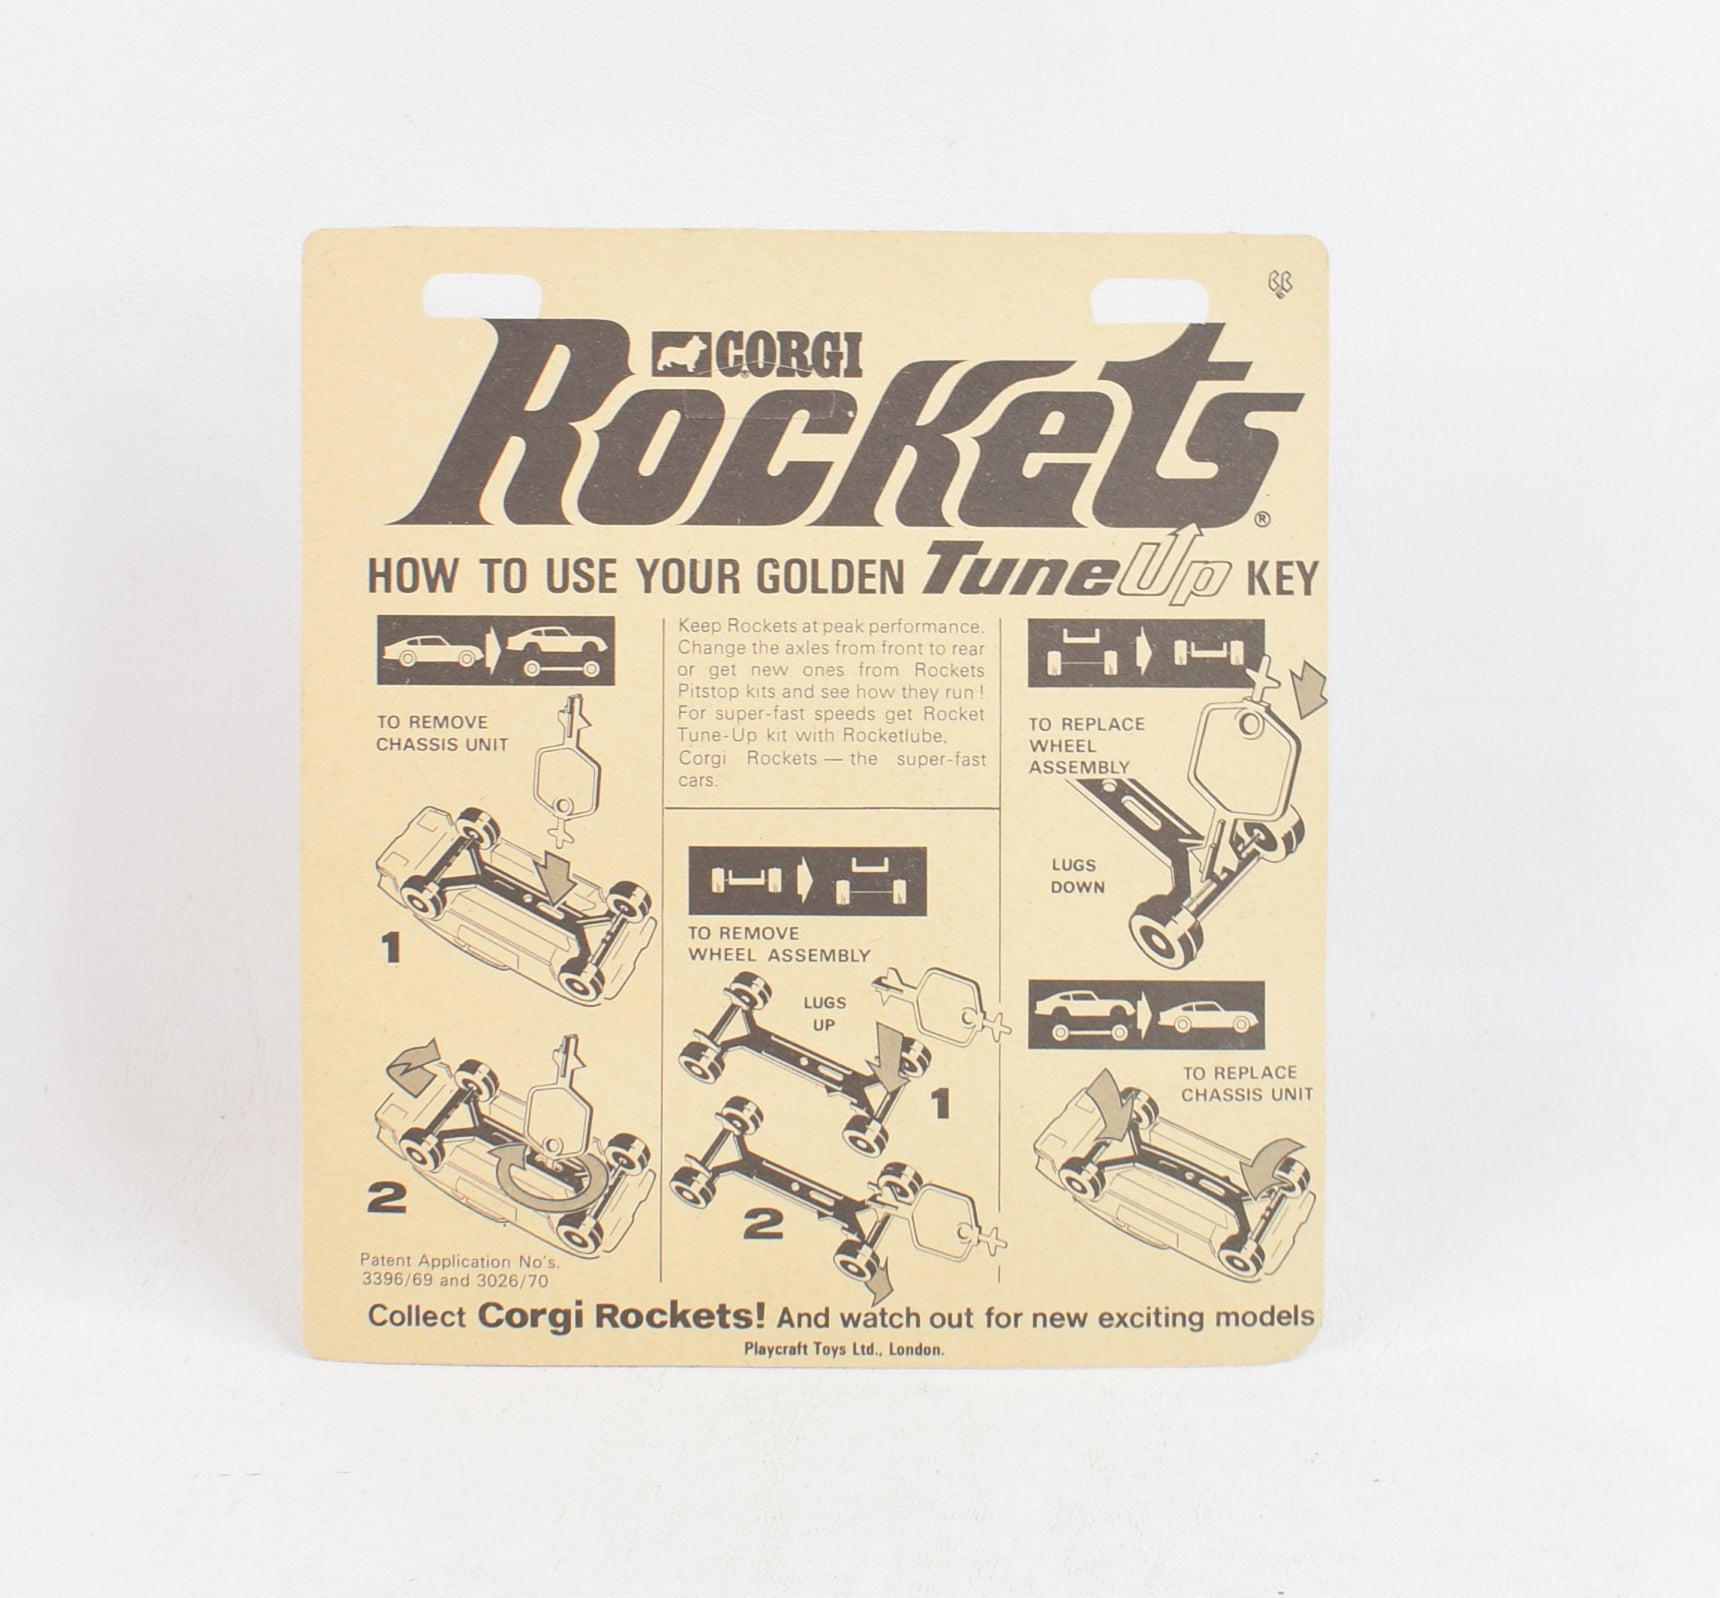 CORGI
Rockets®
HOW TO USE YOUR GOLDEN TuneUp KEY
TO REMOVE
CHASSIS UNIT
1
2
Patent Application No's.
3396/69 and 3026/70
Keep Rockets at peak performance.
Change the axles from front to rear
or get new ones from Rockets
Pitstop kits and see how they run !
For super-fast speeds get Rocket
Tune-Up kit with Rocketlube.
Corgi Rockets — the super-fast
cars.
TO REMOVE
WHEEL ASSEMBLY
LUGS
UP
1
2
TO REPLACE
WHEEL
ASSEMBLY
LUGS
DOWN
TO REPLACE
CHASSIS UNIT
Collect Corgi Rockets! And watch out for new exciting models
Playcraft Toys Ltd., London.